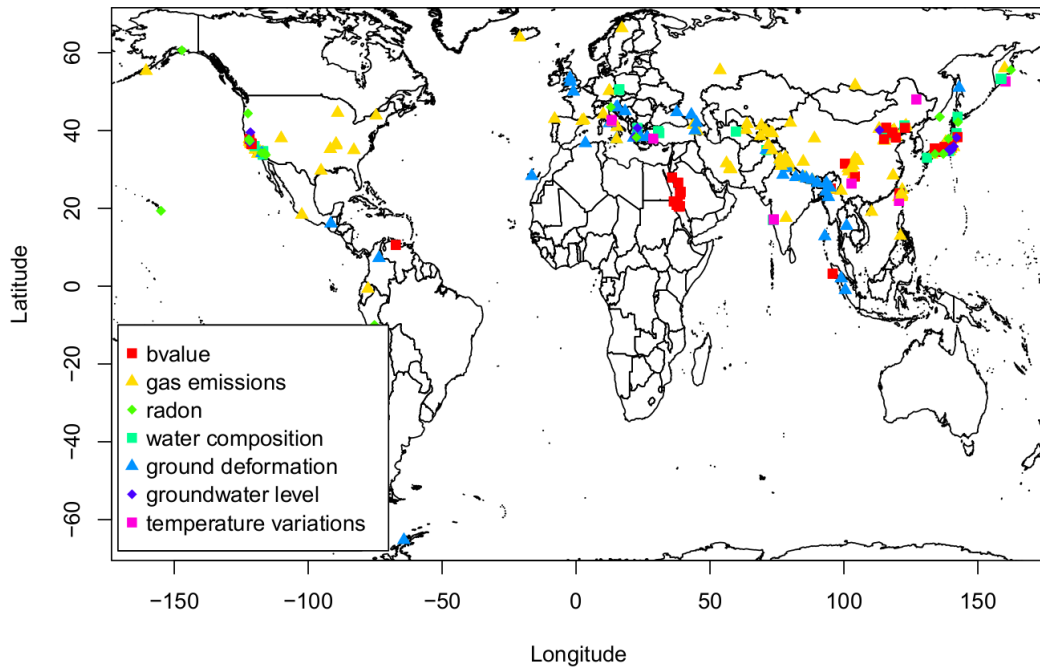 60
40
20
0
−20
−40
−60
Latitude
bvalue
gas emissions
radon
water composition
ground deformation
groundwater level
temperature variations
−150 −100 −50 0 50 100 150
Longitude